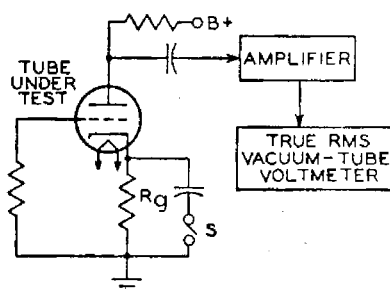 B+
TUBE
UNDER
TEST
AMPLIFIER
TRUE RMS
VACUUM-TUBE
VOLTMETER
Rg
S